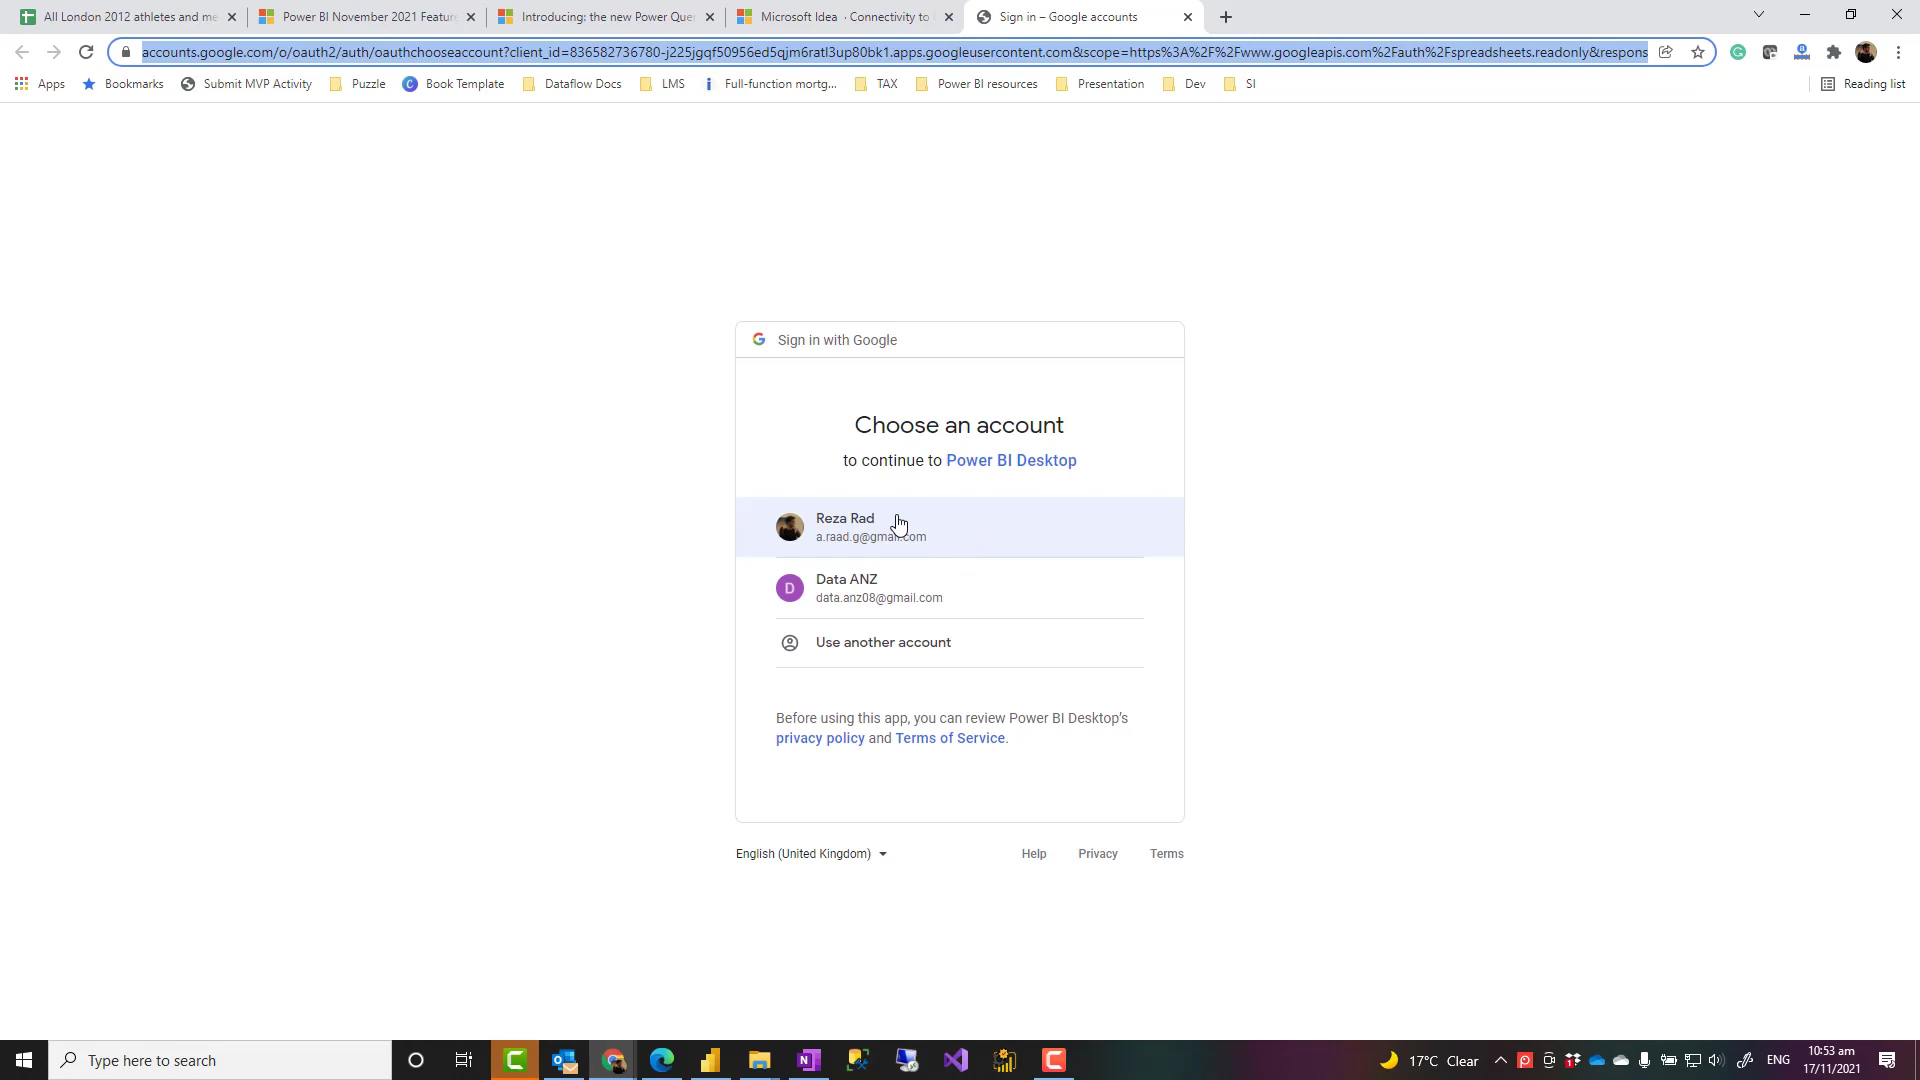 All London 2012 athletes and me
Power BI November 2021 Feature
Introducing: the new Power Quer
Microsoft Idea · Connectivity to
Sign in – Google accounts
accounts.google.com/o/oauth2/auth/oauthchooseaccount?client_id=836582736780-j225jgqf50956ed5qjm6ratl3up80bk1.apps.googleusercontent.com&scope=https%3A%2F%2Fwww.googleapis.com%2Fauth%2Fspreadsheets.readonly&respons
Apps
Bookmarks
Submit MVP Activity
Puzzle
Book Template
Dataflow Docs
LMS
Full-function mortg...
TAX
Power BI resources
Presentation
Dev
SI
Reading list
Sign in with Google
Choose an account
to continue to Power BI Desktop
Reza Rad
a.raad.g@gmail.com
D
Data ANZ
data.anz08@gmail.com
Use another account
Before using this app, you can review Power BI Desktop's
privacy policy and Terms of Service.
English (United Kingdom)
Help
Privacy
Terms
Type here to search
17°C Clear
ENG
10:53 am
17/11/2021